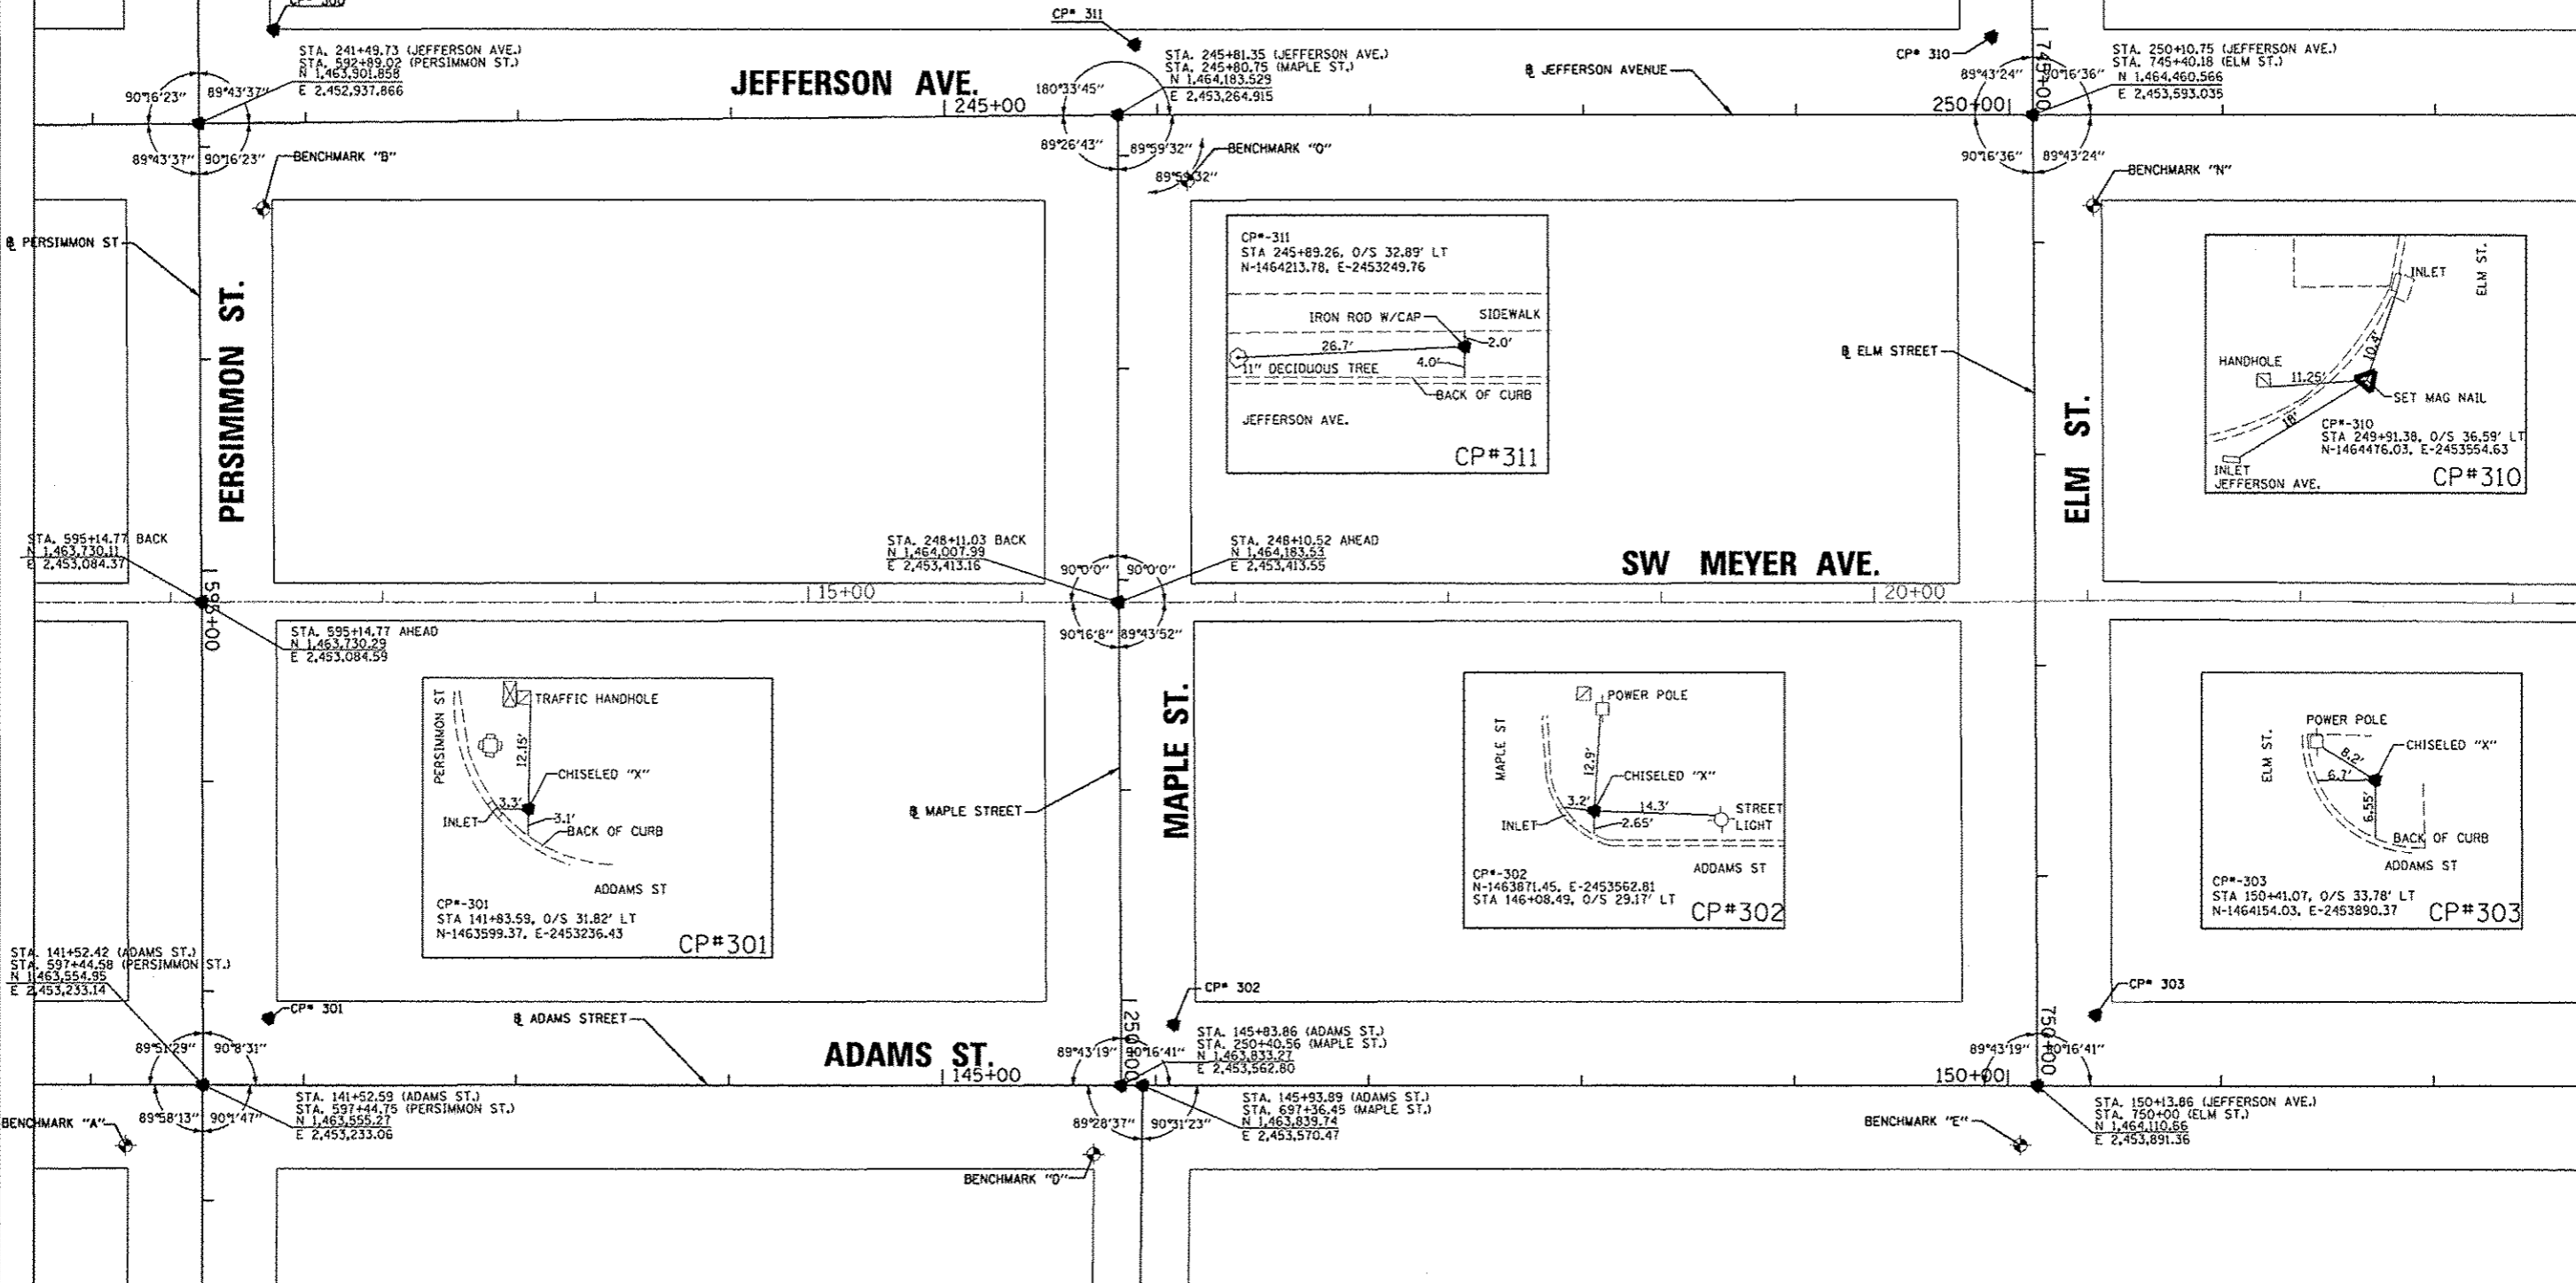 CP# 300
STA. 241+49.73 (JEFFERSON AVE.)
STA. 592+89.02 (PERSIMMON ST.)
N 1,463,901.858
E 2,452,937.866
90°16'23"
89°43'37"
89°43'37"
90°16'23"
BENCHMARK "B"
JEFFERSON AVE.
245+00
CP# 311
STA. 245+81.35 (JEFFERSON AVE.)
STA. 245+80.75 (MAPLE ST.)
N 1,464,183.529
E 2,453,264.915
180°33'45"
89°26'43"
89°59'32"
89°59'32"
BENCHMARK "O"
℄ JEFFERSON AVENUE
CP# 310
250+00
745+00
STA. 250+10.75 (JEFFERSON AVE.)
STA. 745+40.18 (ELM ST.)
N 1,464,460.566
E 2,453,593.035
89°43'24"
90°16'36"
90°16'36"
89°43'24"
BENCHMARK "N"
℄ PERSIMMON ST
PERSIMMON ST.
CP#-311
STA 245+89.26, O/S 32.89' LT
N-1464213.78, E-2453249.76
IRON ROD W/CAP
SIDEWALK
26.7'
2.0'
4.0'
11" DECIDUOUS TREE
BACK OF CURB
JEFFERSON AVE.
CP#311
℄ ELM STREET
ELM ST.
INLET
ELM ST.
HANDHOLE
10.4'
11.25'
SET MAG NAIL
18'
CP#-310
STA 249+91.38, O/S 36.59' LT
N-1464476.03, E-2453554.63
INLET
JEFFERSON AVE.
CP#310
STA. 595+14.77 BACK
N 1,463,730.11
E 2,453,084.37
595+00
STA. 595+14.77 AHEAD
N 1,463,730.29
E 2,453,084.59
15+00
STA. 248+11.03 BACK
N 1,464,007.99
E 2,453,413.16
STA. 248+10.52 AHEAD
N 1,464,183.53
E 2,453,413.55
90°0'0"
90°0'0"
90°16'8"
89°43'52"
SW MEYER AVE.
20+00
PERSIMMON ST
TRAFFIC HANDHOLE
12.15'
CHISELED "X"
3.3'
3.1'
INLET
BACK OF CURB
ADDAMS ST
CP#-301
STA 141+83.59, O/S 31.82' LT
N-1463599.37, E-2453236.43
CP#301
℄ MAPLE STREET
MAPLE ST.
MAPLE ST
POWER POLE
12.9'
CHISELED "X"
3.2'
14.3'
STREET
LIGHT
INLET
2.65'
ADDAMS ST
CP#-302
N-1463871.45, E-2453562.81
STA 146+08.49, O/S 29.17' LT
CP#302
POWER POLE
ELM ST.
CHISELED "X"
8.2'
6.7'
6.55'
BACK OF CURB
ADDAMS ST
CP#-303
STA 150+41.07, O/S 33.78' LT
N-1464154.03, E-2453890.37
CP#303
STA. 141+52.42 (ADAMS ST.)
STA. 597+44.58 (PERSIMMON ST.)
N 1,463,554.95
E 2,453,233.14
CP# 301
℄ ADAMS STREET
89°51'29"
90°8'31"
89°58'13"
90°1'47"
ADAMS ST.
145+00
CP# 302
250+00
STA. 145+83.86 (ADAMS ST.)
STA. 250+40.56 (MAPLE ST.)
N 1,463,833.27
E 2,453,562.80
89°43'19"
90°16'41"
89°28'37"
90°31'23"
CP# 303
750+00
89°43'19"
90°16'41"
150+00
BENCHMARK "A"
STA. 141+52.59 (ADAMS ST.)
STA. 597+44.75 (PERSIMMON ST.)
N 1,463,555.27
E 2,453,233.06
BENCHMARK "D"
STA. 145+93.89 (ADAMS ST.)
STA. 697+36.45 (MAPLE ST.)
N 1,463,839.74
E 2,453,570.47
BENCHMARK "E"
STA. 150+13.86 (JEFFERSON AVE.)
STA. 750+00 (ELM ST.)
N 1,464,110.66
E 2,453,891.36